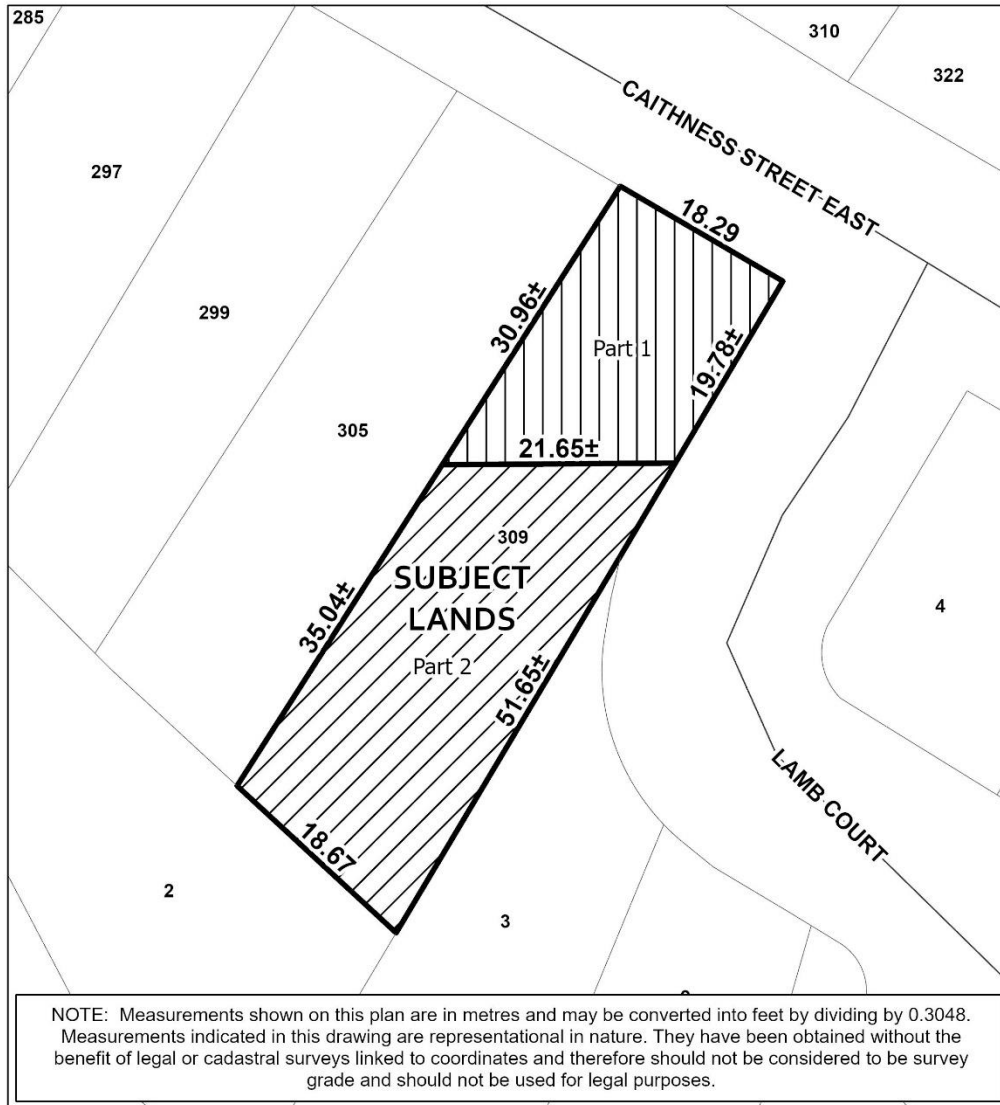 285
310
322
CAITHNESS STREET EAST
297
18.29
299
30.96±
Part 1
19.78±
305
21.65±
309
SUBJECT
LANDS
4
35.04±
Part 2
51.65±
LAMB COURT
18.67
2
3
NOTE: Measurements shown on this plan are in metres and may be converted into feet by dividing by 0.3048.
Measurements indicated in this drawing are representational in nature. They have been obtained without the
benefit of legal or cadastral surveys linked to coordinates and therefore should not be considered to be survey
grade and should not be used for legal purposes.